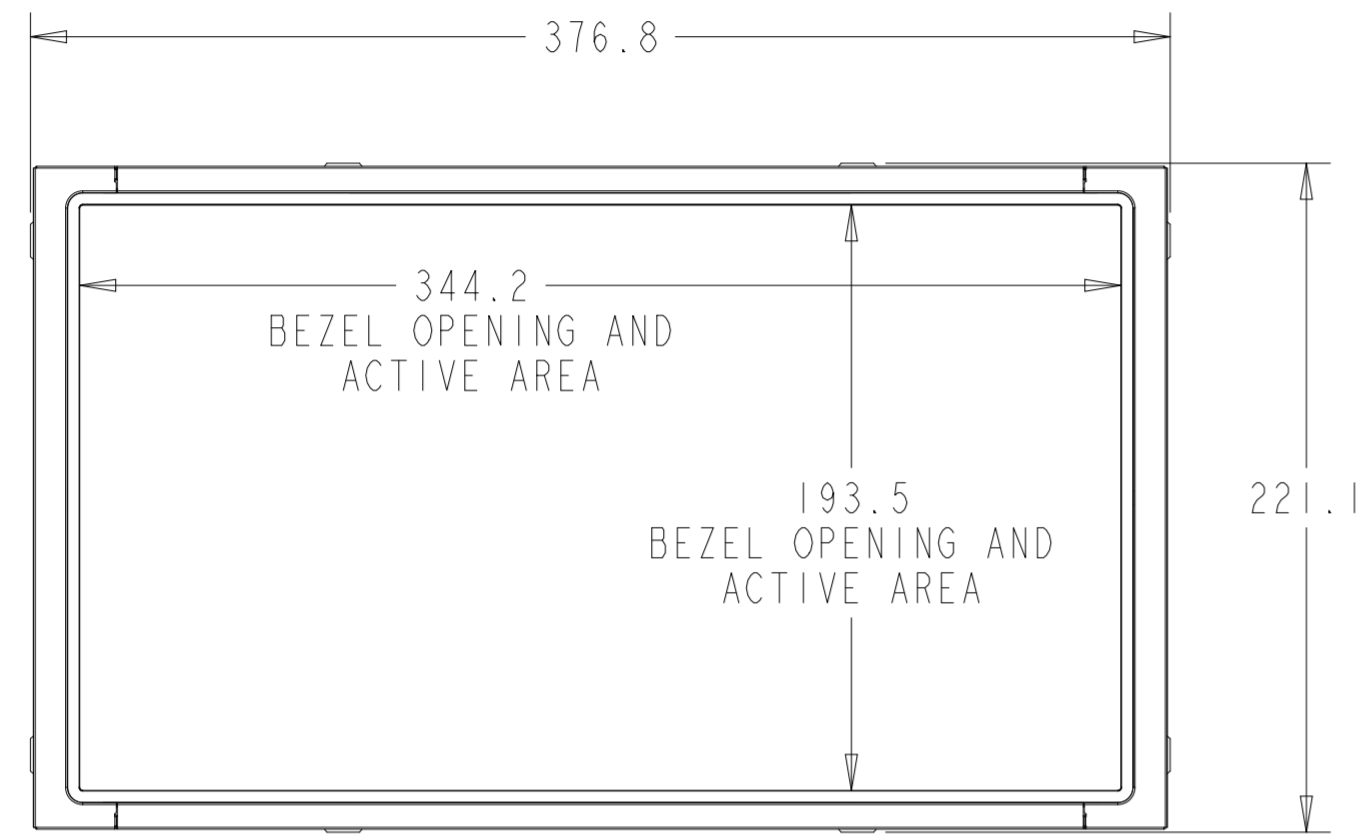 376.8
344.2
BEZEL OPENING AND
ACTIVE AREA
193.5
BEZEL OPENING AND
ACTIVE AREA
221.1